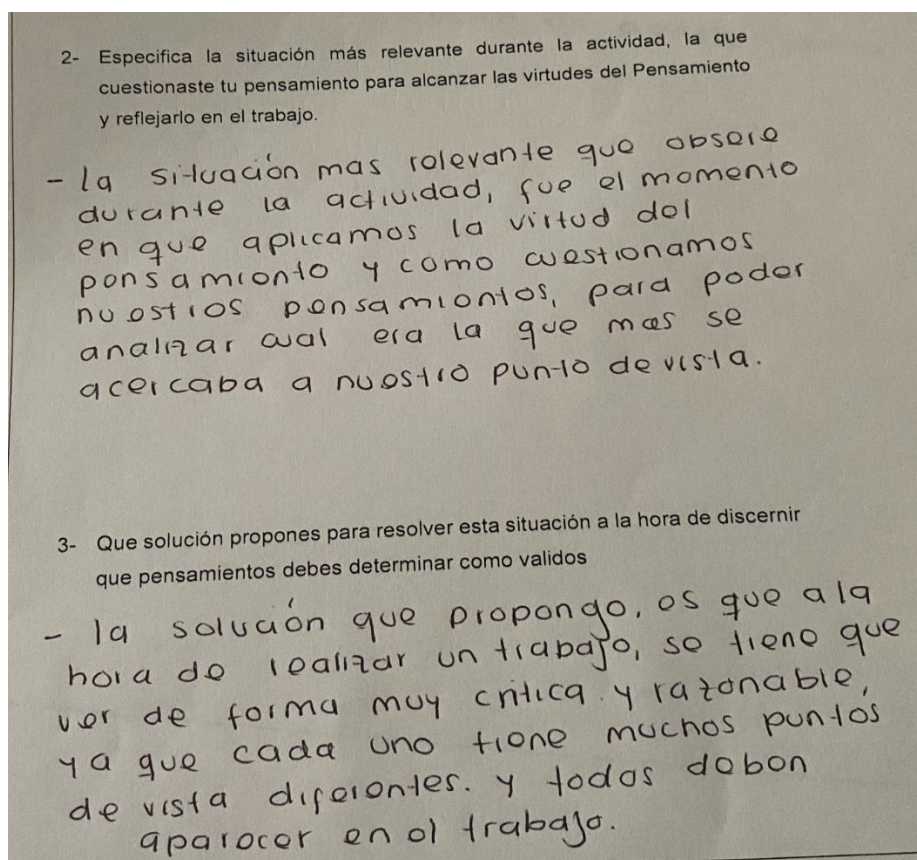 2- Especifica la situación más relevante durante la actividad, la que
cuestionaste tu pensamiento para alcanzar las virtudes del Pensamiento
y reflejarlo en el trabajo.
- la situación mas relevante que obsere
durante la actividad, fue el momento
en que aplicamos la virtud del
pensamiento y como cuestionamos
nuestros pensamientos, para poder
analizar cual era la que mas se
acercaba a nuestro punto de vista.
3- Que solución propones para resolver esta situación a la hora de discernir
que pensamientos debes determinar como validos
- la solución que propongo, es que a la
hora de realizar un trabajo, se tiene que
ver de forma muy critica y razonable,
ya que cada uno tiene muchos puntos
de vista diferentes. y todos deben
aparecer en el trabajo.